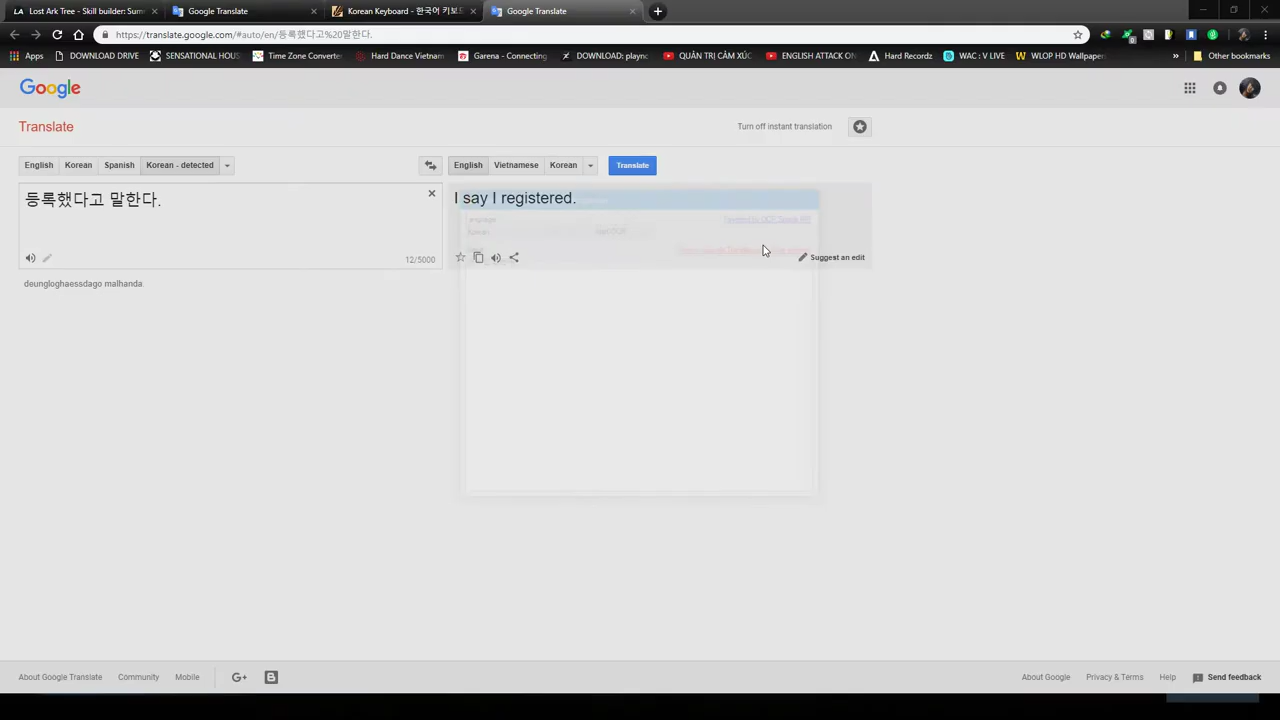 Lost Ark Tree - Skill builder: Sum
Google Translate
Korean Keyboard - 한국어 키보드
Google Translate
https://translate.google.com/#auto/en/등록했다고%20말한다.
Apps
DOWNLOAD DRIVE
SENSATIONAL HOUS
Time Zone Converter
Hard Dance Vietnam
Garena - Connecting
DOWNLOAD: plaync
QUẢN TRỊ CẢM XÚC
ENGLISH ATTACK ON
Hard Recordz
WAC : V LIVE
WLOP HD Wallpaper
»
Other bookmarks
Google
Translate
Turn off instant translation
English Korean Spanish Korean - detected
English Vietnamese Korean Translate
등록했다고 말한다.
I say I registered.
12/5000
Suggest an edit
deungloghaessdago malhanda.
About Google Translate Community Mobile G+ B
About Google Privacy & Terms Help Send feedback